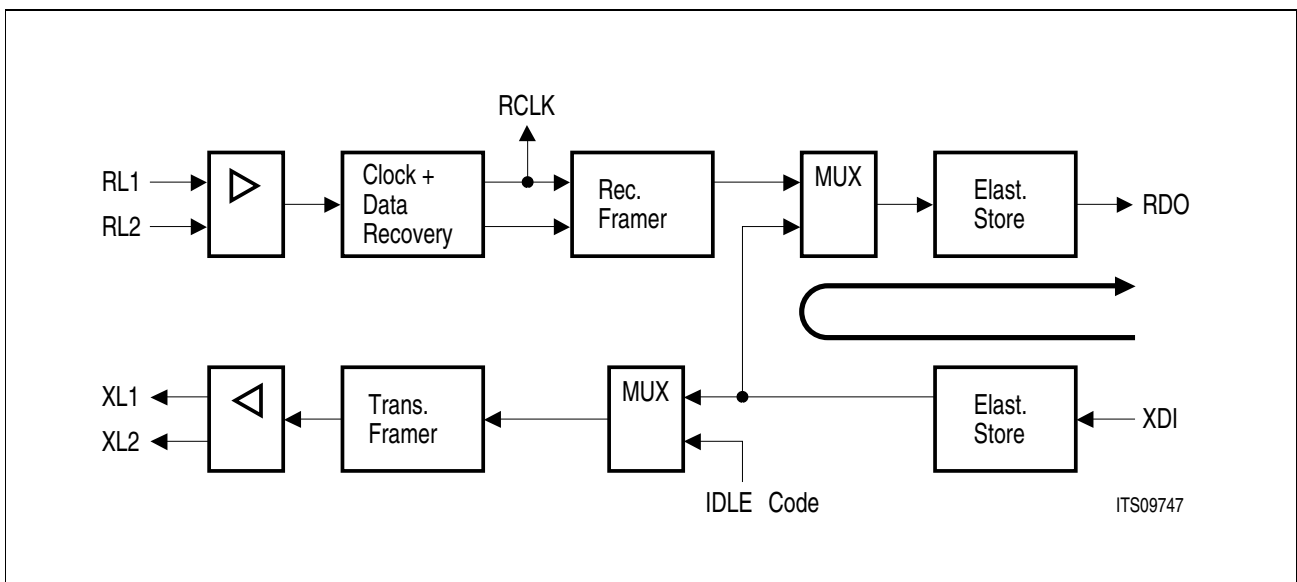 RCLK
RL1
RL2
Clock +
Data
Recovery
Rec.
Framer
MUX
Elast.
Store
RDO
XL1
XL2
Trans.
Framer
MUX
Elast.
Store
XDI
IDLE Code
ITS09747